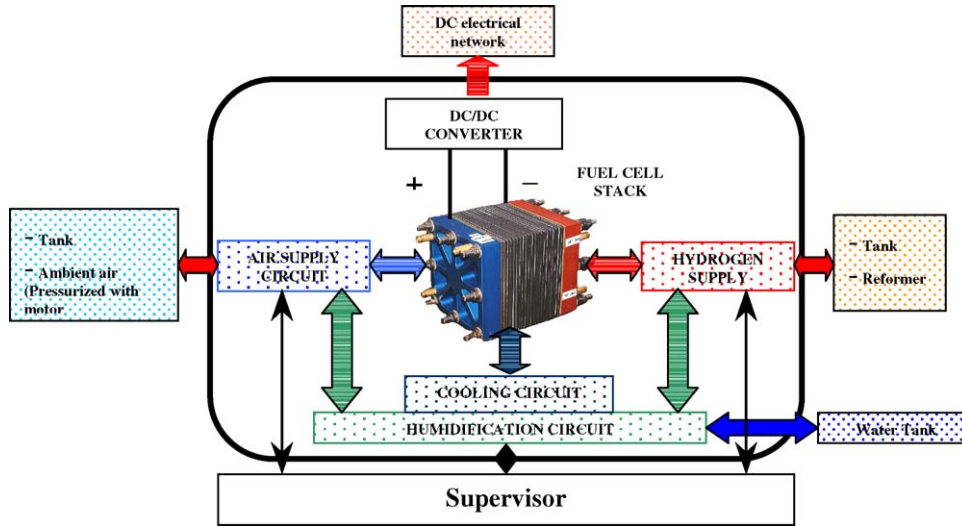 DC electrical
network
DC/DC
CONVERTER
+
−
FUEL CELL
STACK
− Tank
− Ambient air
(Pressurized with
motor
AIR SUPPLY
CIRCUIT
HYDROGEN
SUPPLY
− Tank
− Reformer
COOLING CIRCUIT
HUMIDIFICATION CIRCUIT
Water Tank
Supervisor